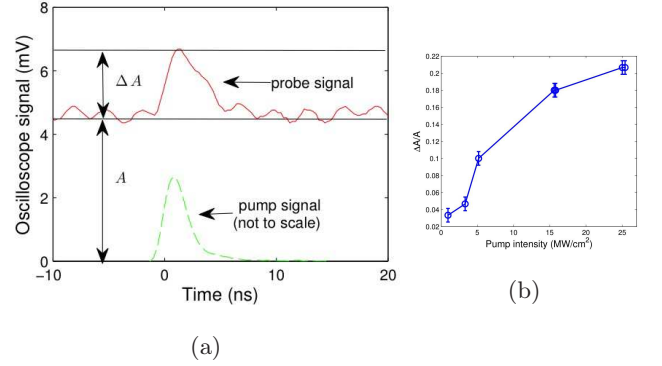 8
6
4
2
0
-10
0
10
20
Oscilloscope signal (mV)
Time (ns)
Δ A
A
probe signal
pump signal
(not to scale)
(a)
0.22
0.2
0.18
0.16
0.14
0.12
0.1
0.08
0.06
0.04
0.02
0
5
10
15
20
25
ΔA/A
Pump intensity (MW/cm²)
(b)